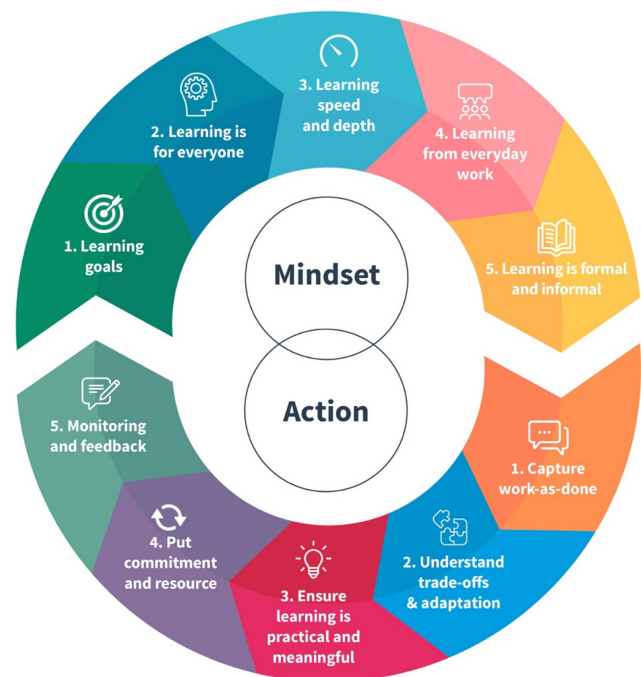 1. Learning
goals
2. Learning is
for everyone
3. Learning
speed
and depth
4. Learning
from everyday
work
5. Learning is formal
and informal
Mindset
Action
1. Capture
work-as-done
2. Understand
trade-offs
& adaptation
3. Ensure
learning is
practical and
meaningful
4. Put
commitment
and resource
5. Monitoring
and feedback